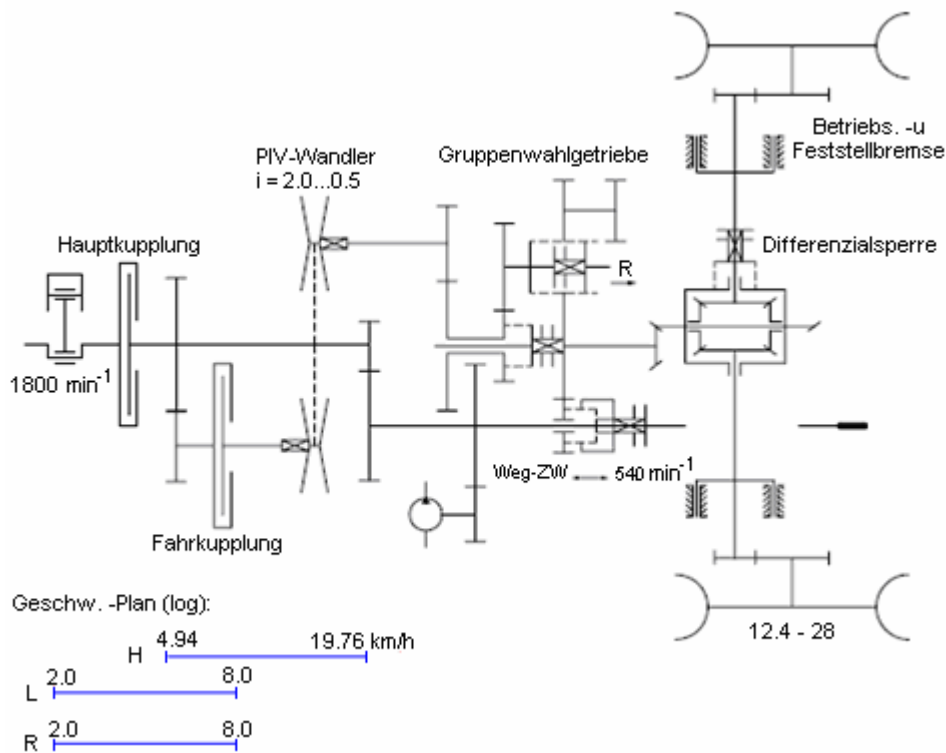 Betriebs. -u
Feststellbremse
PIV-Wandler
i = 2.0...0.5
Gruppenwahlgetriebe
Hauptkupplung
Differenzialsperre
R
1800 min-1
Weg-ZW
540 min-1
Fahrkupplung
Geschw. -Plan (log):
12.4 - 28
H 4.94 19.76 km/h
L 2.0 8.0
R 2.0 8.0